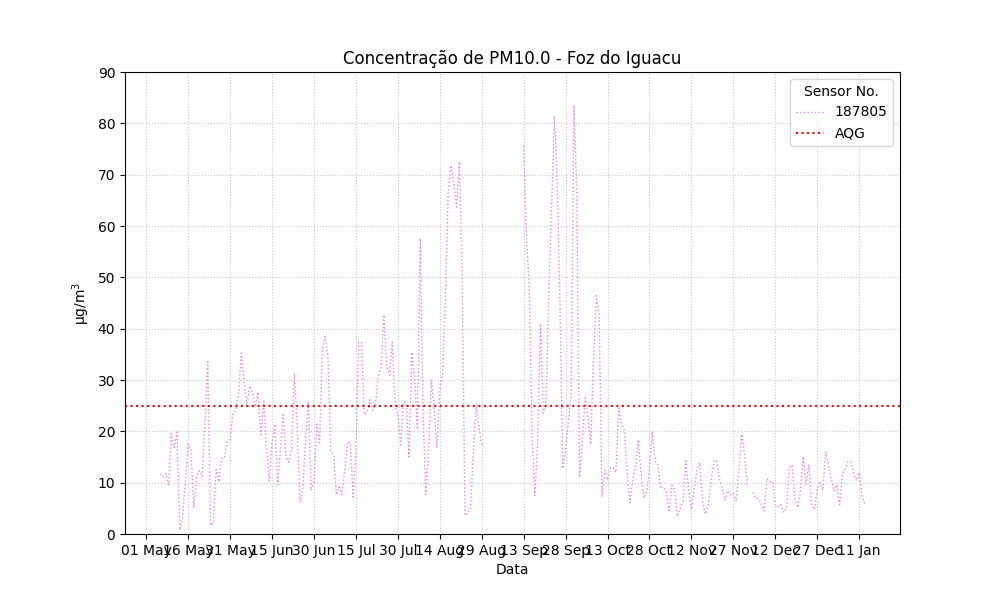 Concentração de PM10.0 - Foz do Iguacu
Sensor No.
187805
AQG
90
80
70
60
50
40
30
20
10
0
µg/m³
01 May 16 May 31 May 15 Jun 30 Jun 15 Jul 30 Jul 14 Aug 29 Aug 13 Sep 28 Sep 13 Oct 28 Oct 12 Nov 27 Nov 12 Dec 27 Dec 11 Jan
Data